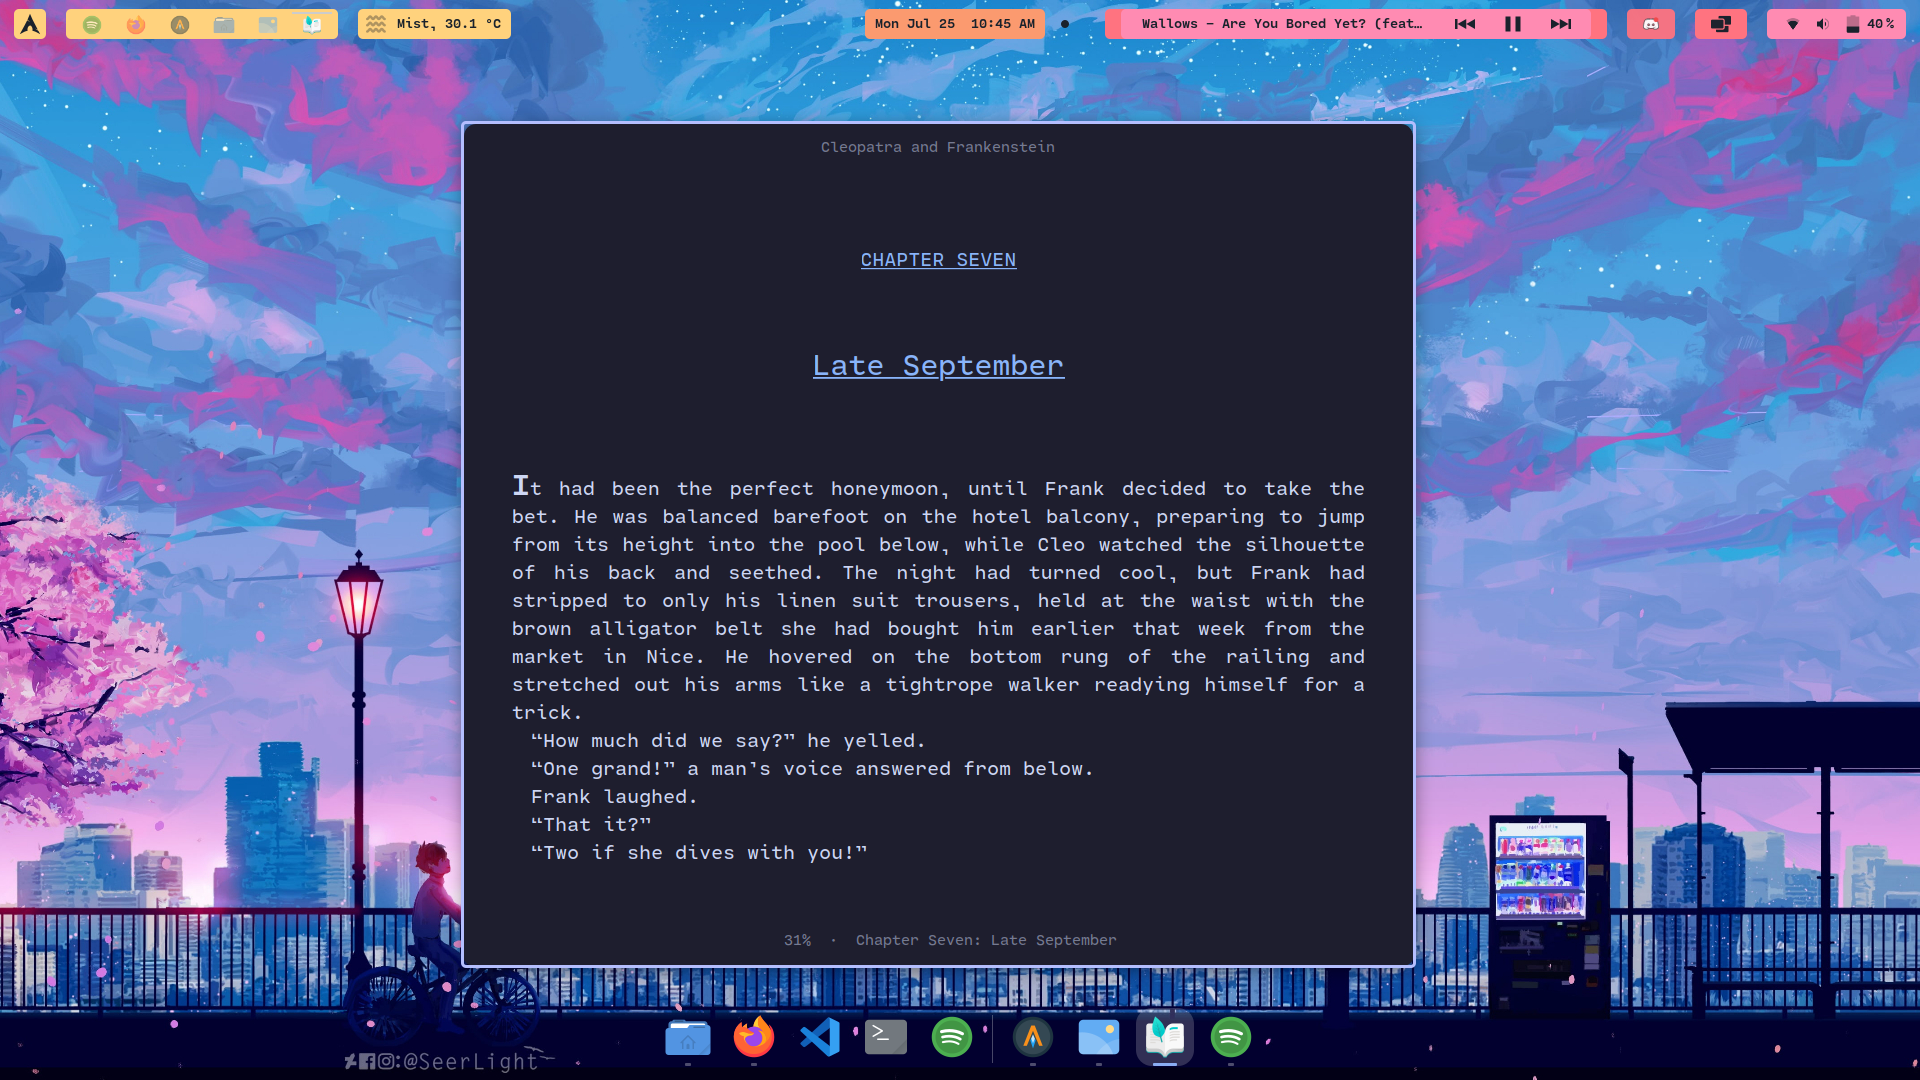 Mist, 30.1 °C
Mon Jul 25 10:45 AM
Wallows - Are You Bored Yet? (feat…
40%
Cleopatra and Frankenstein
CHAPTER SEVEN
Late September
It had been the perfect honeymoon, until Frank decided to take the
bet. He was balanced barefoot on the hotel balcony, preparing to jump
from its height into the pool below, while Cleo watched the silhouette
of his back and seethed. The night had turned cool, but Frank had
stripped to only his linen suit trousers, held at the waist with the
brown alligator belt she had bought him earlier that week from the
market in Nice. He hovered on the bottom rung of the railing and
stretched out his arms like a tightrope walker readying himself for a
trick.
“How much did we say?” he yelled.
“One grand!” a man’s voice answered from below.
Frank laughed.
“That it?”
“Two if she dives with you!”
31% · Chapter Seven: Late September
:@SeerLight